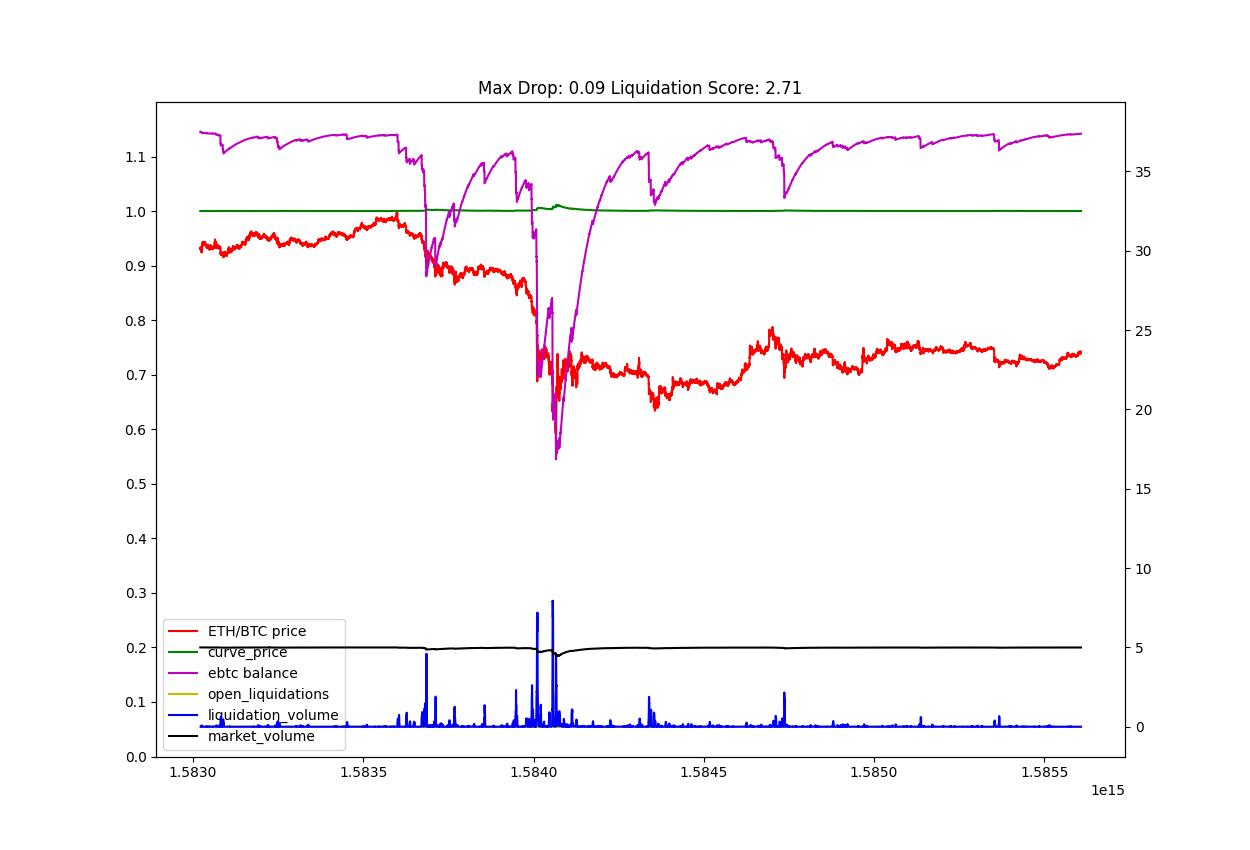 Max Drop: 0.09 Liquidation Score: 2.71
1.1
1.0
0.9
0.8
0.7
0.6
0.5
0.4
0.3
0.2
0.1
0.0
35
30
25
20
15
10
5
0
ETH/BTC price
curve_price
ebtc balance
open_liquidations
liquidation_volume
market_volume
1.5830 1.5835 1.5840 1.5845 1.5850 1.5855
1e15